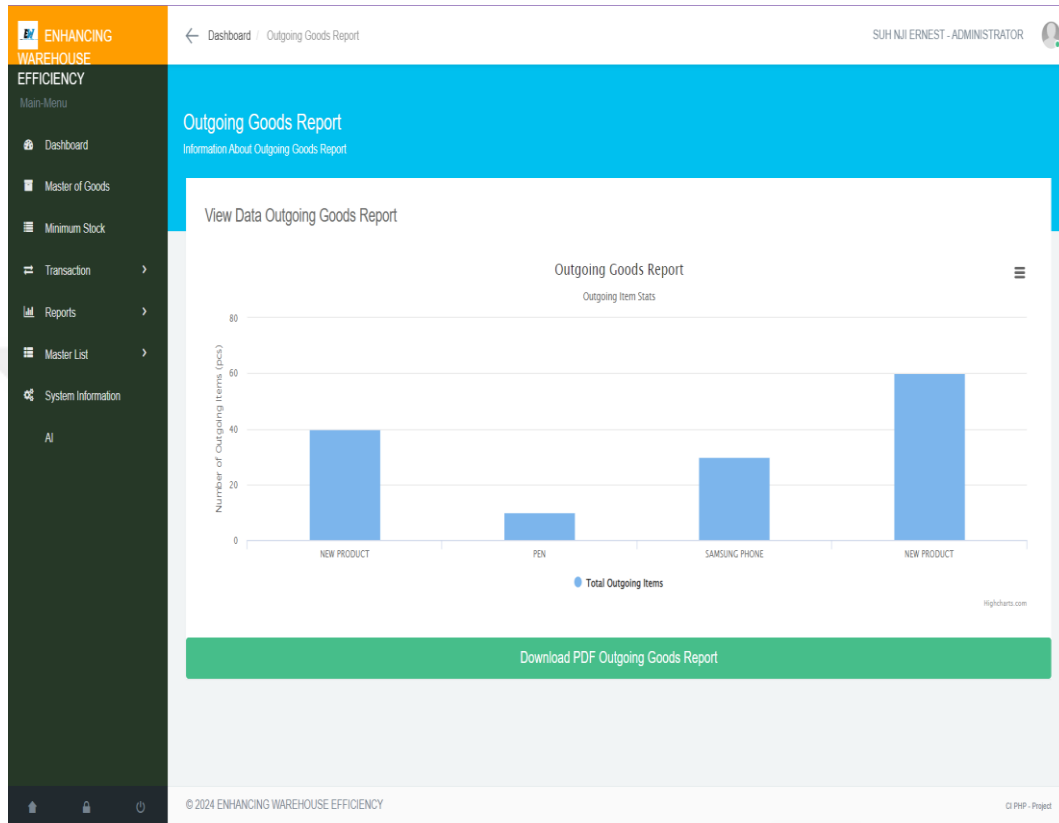 EW ENHANCING
WAREHOUSE
EFFICIENCY
Main-Menu
Dashboard
Master of Goods
Minimum Stock
Transaction
Reports
Master List
System Information
AI
Dashboard / Outgoing Goods Report
SUH NJI ERNEST - ADMINISTRATOR
Outgoing Goods Report
Information About Outgoing Goods Report
View Data Outgoing Goods Report
Outgoing Goods Report
Outgoing Item Stats
Number of Outgoing Items (pcs)
80
60
40
20
0
NEW PRODUCT
PEN
SAMSUNG PHONE
NEW PRODUCT
Total Outgoing Items
Highcharts.com
Download PDF Outgoing Goods Report
© 2024 ENHANCING WAREHOUSE EFFICIENCY
CI PHP - Project